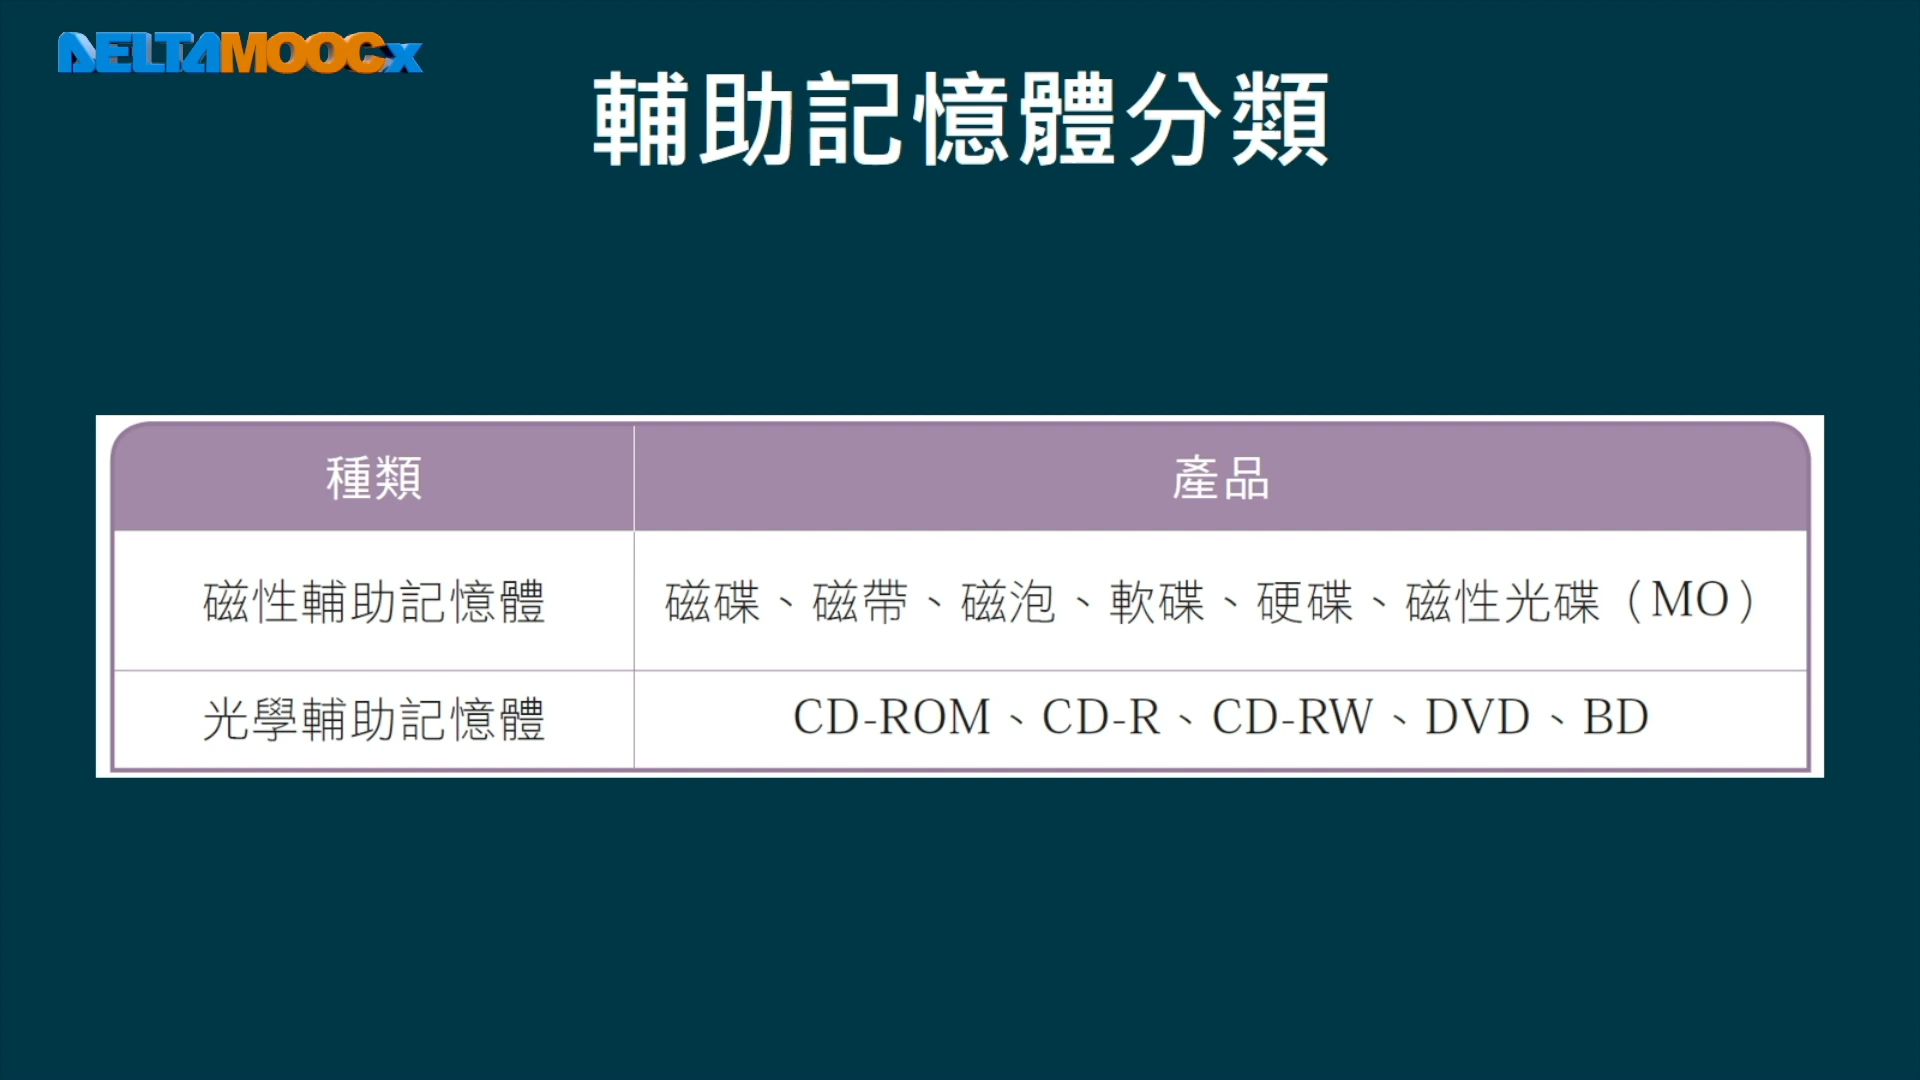 DELTAMOOCx
輔助記憶體分類
種類 產品
磁性輔助記憶體 磁碟、磁帶、磁泡、軟碟、硬碟、磁性光碟（MO）
光學輔助記憶體 CD-ROM、CD-R、CD-RW、DVD、BD